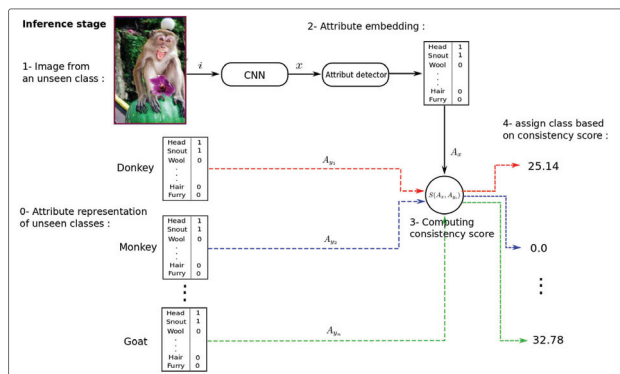 Inference stage
2- Attribute embedding :
1- Image from
an unseen class :
i
CNN
x
Attribut detector
Head 1
Snout 1
Wool 0
Hair 0
Furry 0
A_x
4- assign class based
on consistency score :
Donkey
Head 1
Snout 1
Wool 0
Hair 0
Furry 0
A_{y_1}
25.14
S(A_x, A_{y_i})
0- Attribute representation
of unseen classes :
3- Computing
consistency score
Monkey
Head 1
Snout 1
Wool 0
Hair 0
Furry 0
A_{y_2}
0.0
Goat
Head 1
Snout 1
Wool 0
Hair 0
Furry 0
A_{y_n}
32.78